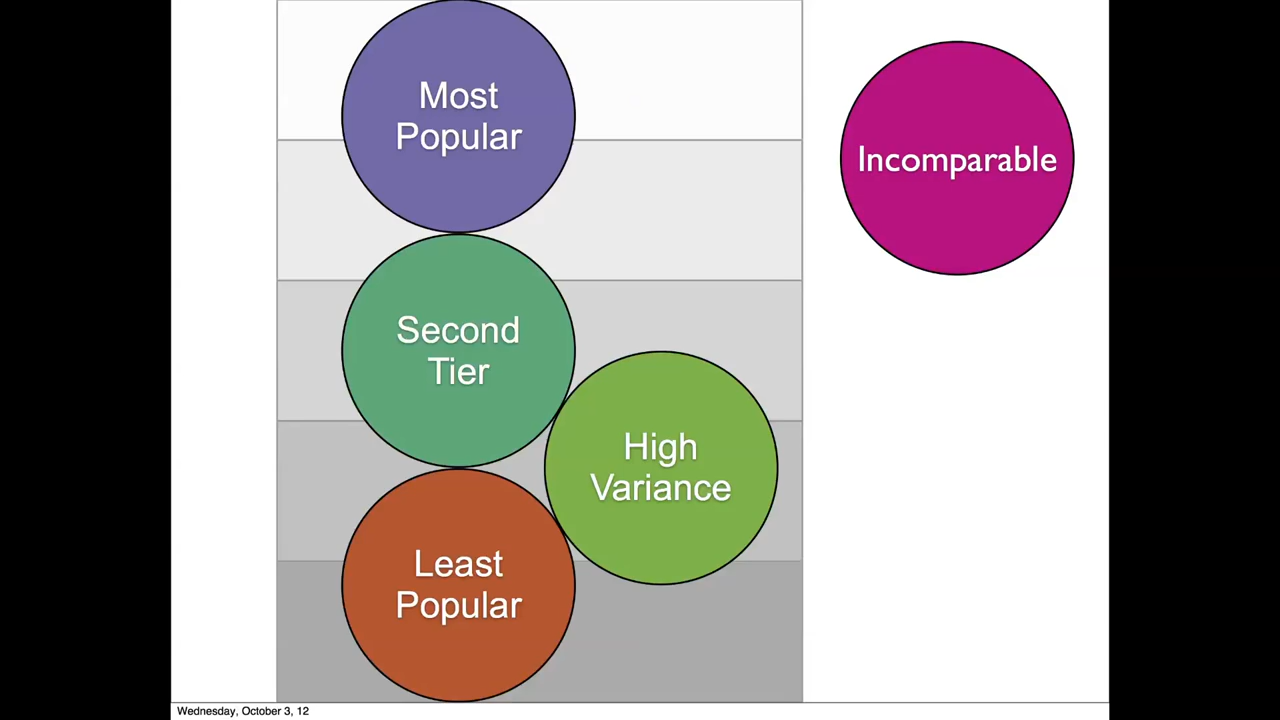 Most
Popular
Incomparable
Second
Tier
High
Variance
Least
Popular
Wednesday, October 3, 12